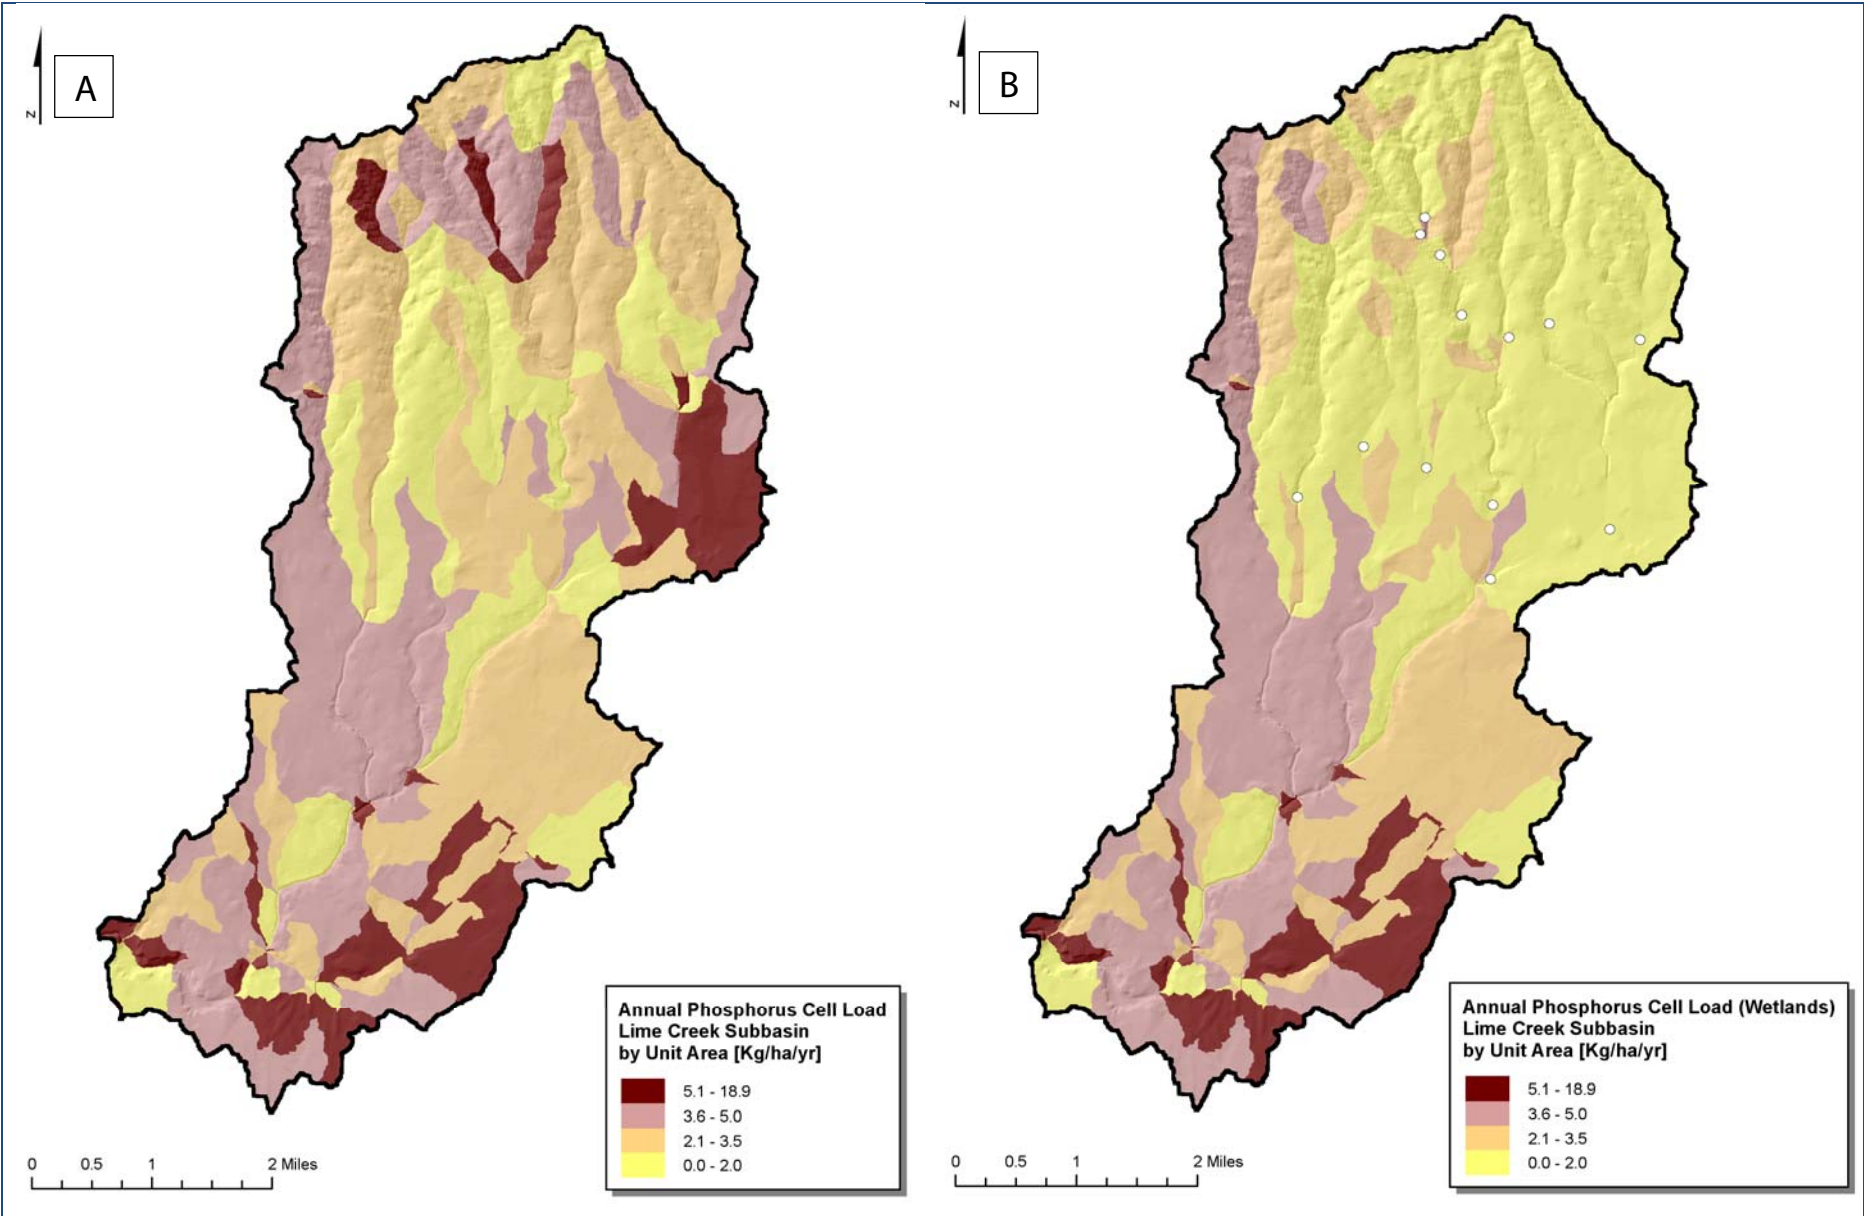 A
N
Annual Phosphorus Cell Load
Lime Creek Subbasin
by Unit Area [Kg/ha/yr]
5.1 - 18.9
3.6 - 5.0
2.1 - 3.5
0.0 - 2.0
0 0.5 1 2 Miles
B
N
Annual Phosphorus Cell Load (Wetlands)
Lime Creek Subbasin
by Unit Area [Kg/ha/yr]
5.1 - 18.9
3.6 - 5.0
2.1 - 3.5
0.0 - 2.0
0 0.5 1 2 Miles